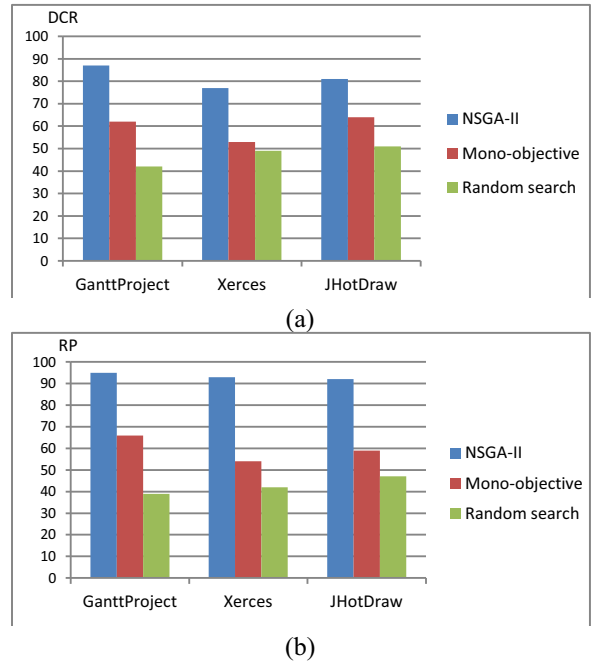 DCR
100
90
80
70
60
50
40
30
20
10
0
GanttProject Xerces JHotDraw
NSGA-II
Mono-objective
Random search
(a)
RP
100
90
80
70
60
50
40
30
20
10
0
GanttProject Xerces JHotDraw
NSGA-II
Mono-objective
Random search
(b)